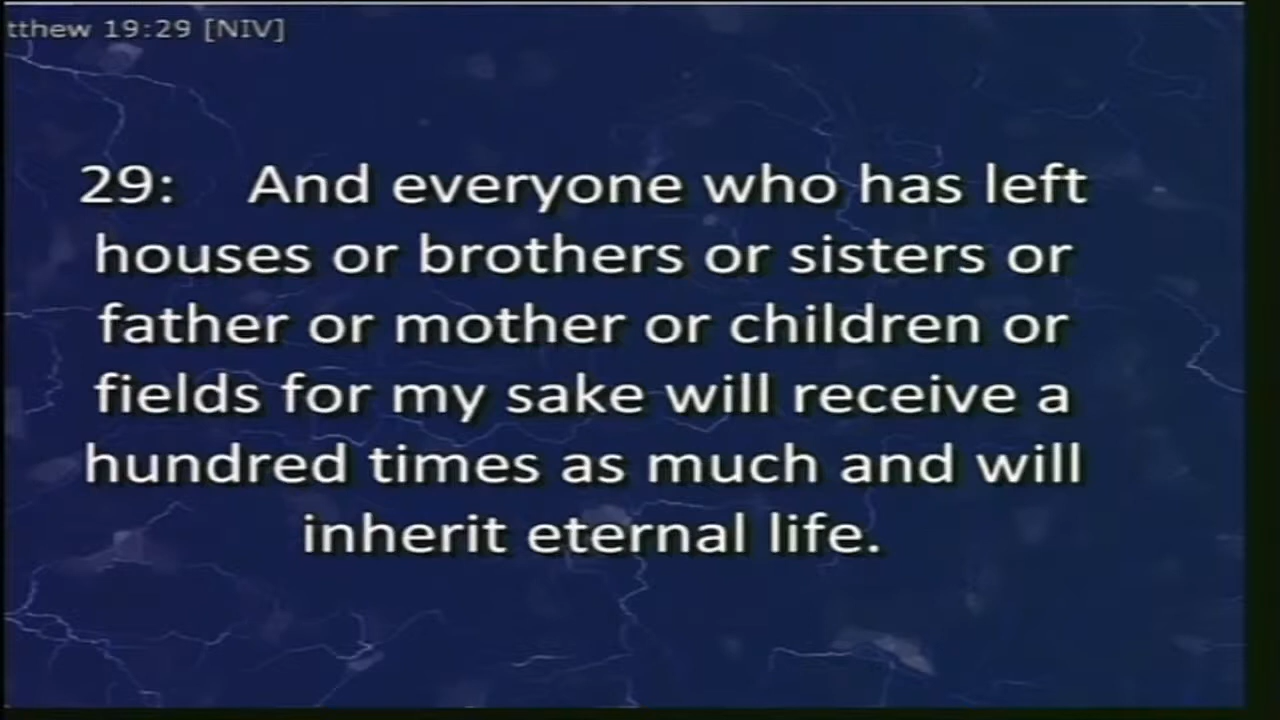 tthew 19:29 [NIV]
29: And everyone who has left
houses or brothers or sisters or
father or mother or children or
fields for my sake will receive a
hundred times as much and will
inherit eternal life.